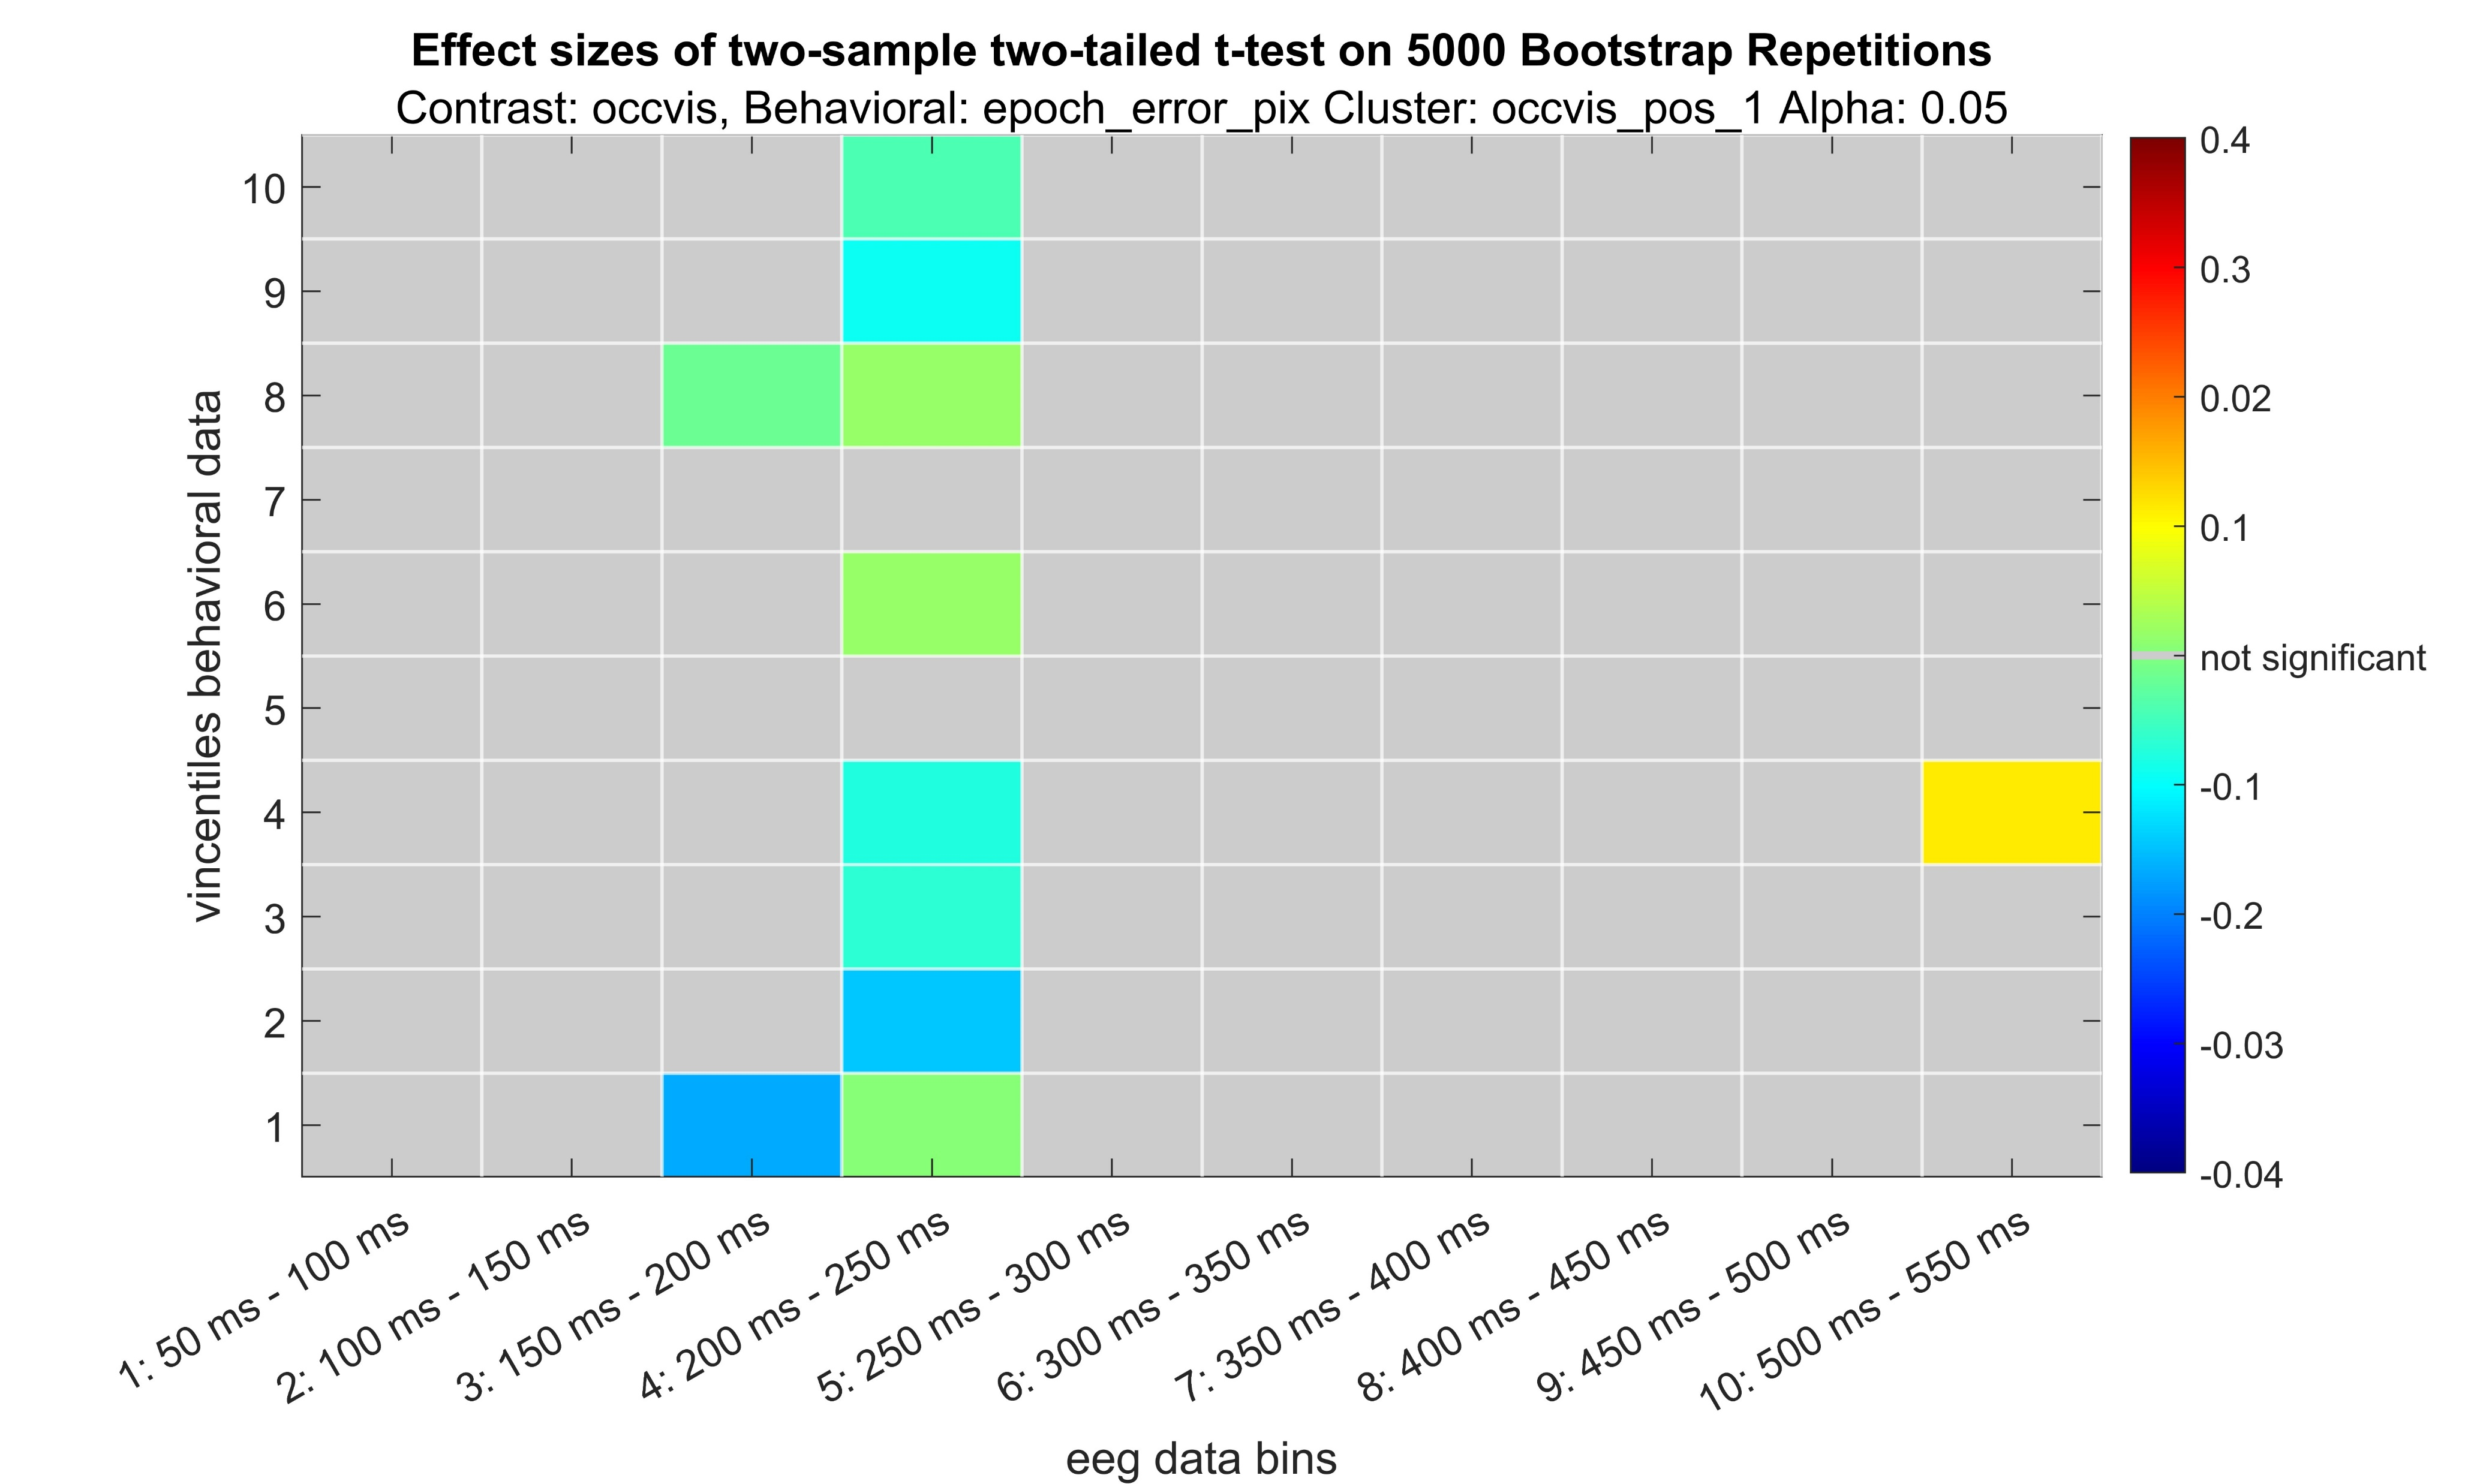 Effect sizes of two-sample two-tailed t-test on 5000 Bootstrap Repetitions
Contrast: occvis, Behavioral: epoch_error_pix Cluster: occvis_pos_1 Alpha: 0.05
vincentiles behavioral data
10
9
8
7
6
5
4
3
2
1
1: 50 ms - 100 ms
2: 100 ms - 150 ms
3: 150 ms - 200 ms
4: 200 ms - 250 ms
5: 250 ms - 300 ms
6: 300 ms - 350 ms
7: 350 ms - 400 ms
8: 400 ms - 450 ms
9: 450 ms - 500 ms
10: 500 ms - 550 ms
eeg data bins
0.4
0.3
0.02
0.1
not significant
-0.1
-0.2
-0.03
-0.04